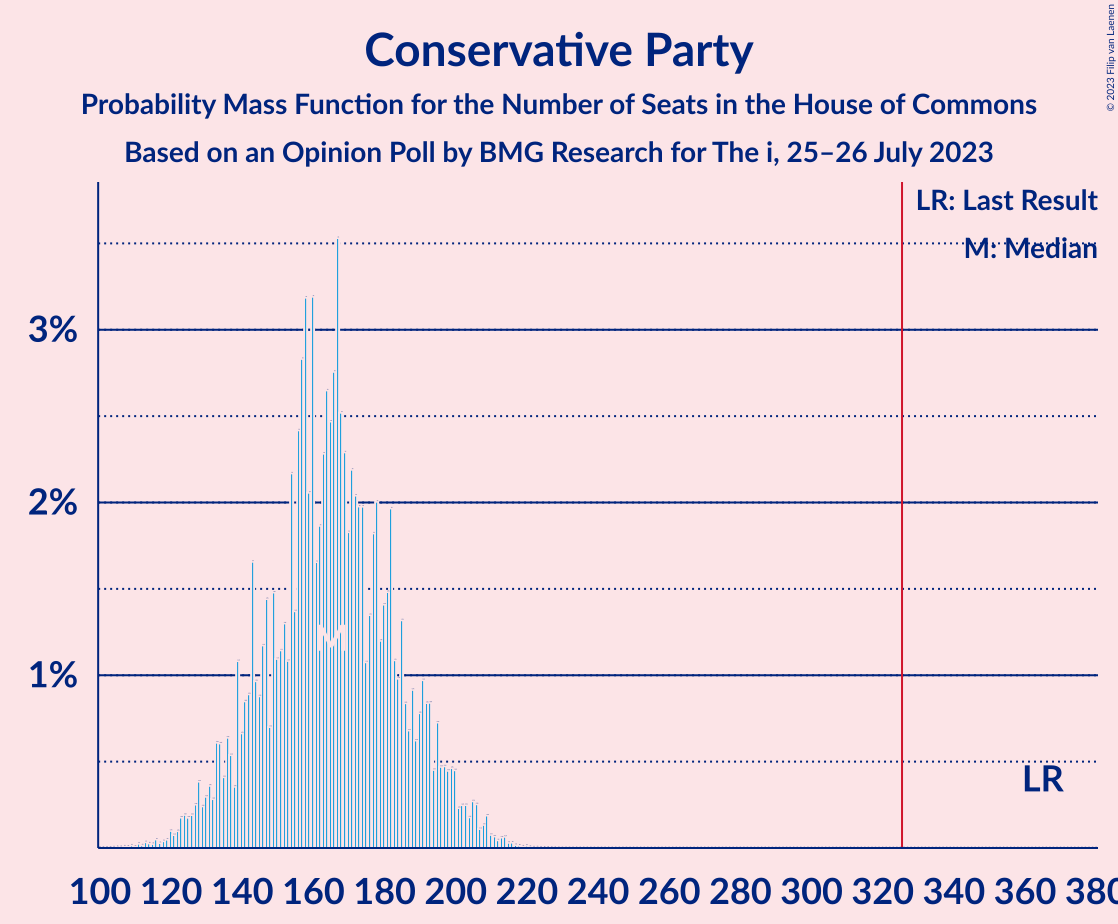 Conservative Party
Probability Mass Function for the Number of Seats in the House of Commons
Based on an Opinion Poll by BMG Research for The i, 25–26 July 2023
© 2023 Filip van Laenen
LR: Last Result
M: Median
3%
2%
1%
M
LR
100 120 140 160 180 200 220 240 260 280 300 320 340 360 380